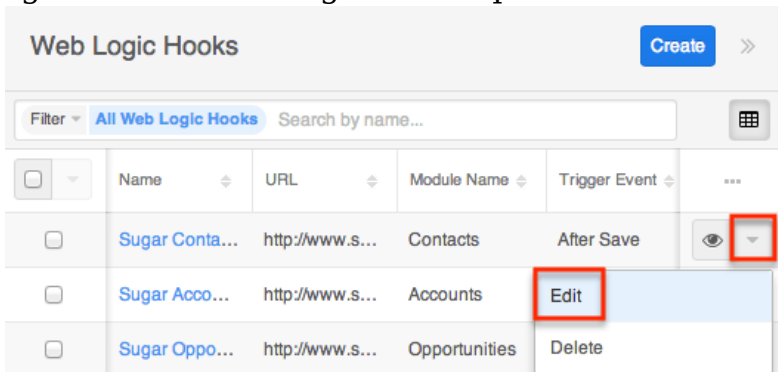 Web Logic Hooks Create »
Filter All Web Logic Hooks Search by name...
Name URL Module Name Trigger Event
Sugar Conta... http://www.s... Contacts After Save
Sugar Acco... http://www.s... Accounts Edit
Sugar Oppo... http://www.s... Opportunities Delete